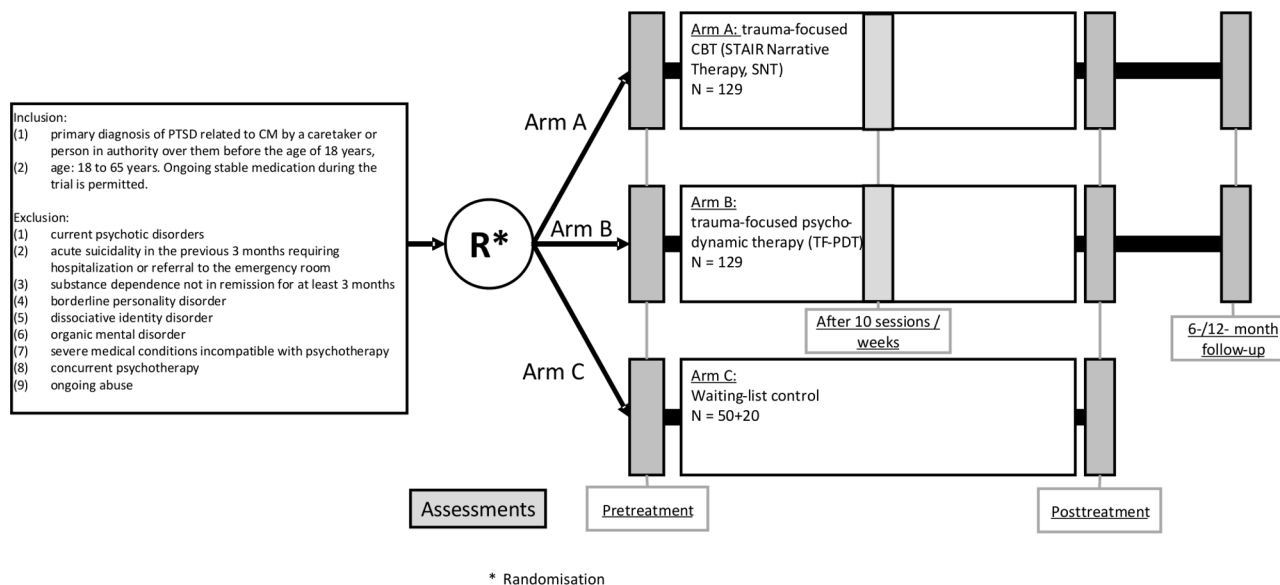 Inclusion:
(1) primary diagnosis of PTSD related to CM by a caretaker or
person in authority over them before the age of 18 years,
(2) age: 18 to 65 years. Ongoing stable medication during the
trial is permitted.
Exclusion:
(1) current psychotic disorders
(2) acute suicidality in the previous 3 months requiring
hospitalization or referral to the emergency room
(3) substance dependence not in remission for at least 3 months
(4) borderline personality disorder
(5) dissociative identity disorder
(6) organic mental disorder
(7) severe medical conditions incompatible with psychotherapy
(8) concurrent psychotherapy
(9) ongoing abuse
R*
Arm A
Arm B
Arm C
Arm A: trauma-focused
CBT (STAIR Narrative
Therapy, SNT)
N = 129
Arm B:
trauma-focused psycho-
dynamic therapy (TF-PDT)
N = 129
After 10 sessions /
weeks
6-/12- month
follow-up
Arm C:
Waiting-list control
N = 50+20
Assessments
Pretreatment
Posttreatment
* Randomisation